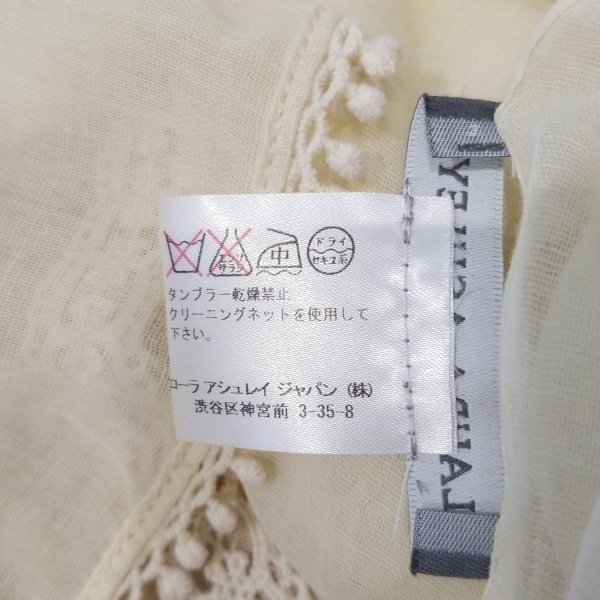 エンソ
サラシ
中
ドライ
セキユ系
タンブラー乾燥禁止
クリーニングネットを使用して
下さい。
ローラ アシュレイ ジャパン (株)
渋谷区神宮前 3-35-8
LAURA ASHLEY